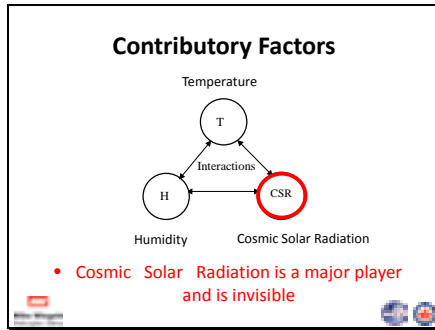 Contributory Factors
Temperature
T
Interactions
H
CSR
Humidity
Cosmic Solar Radiation
• Cosmic Solar Radiation is a major player
and is invisible